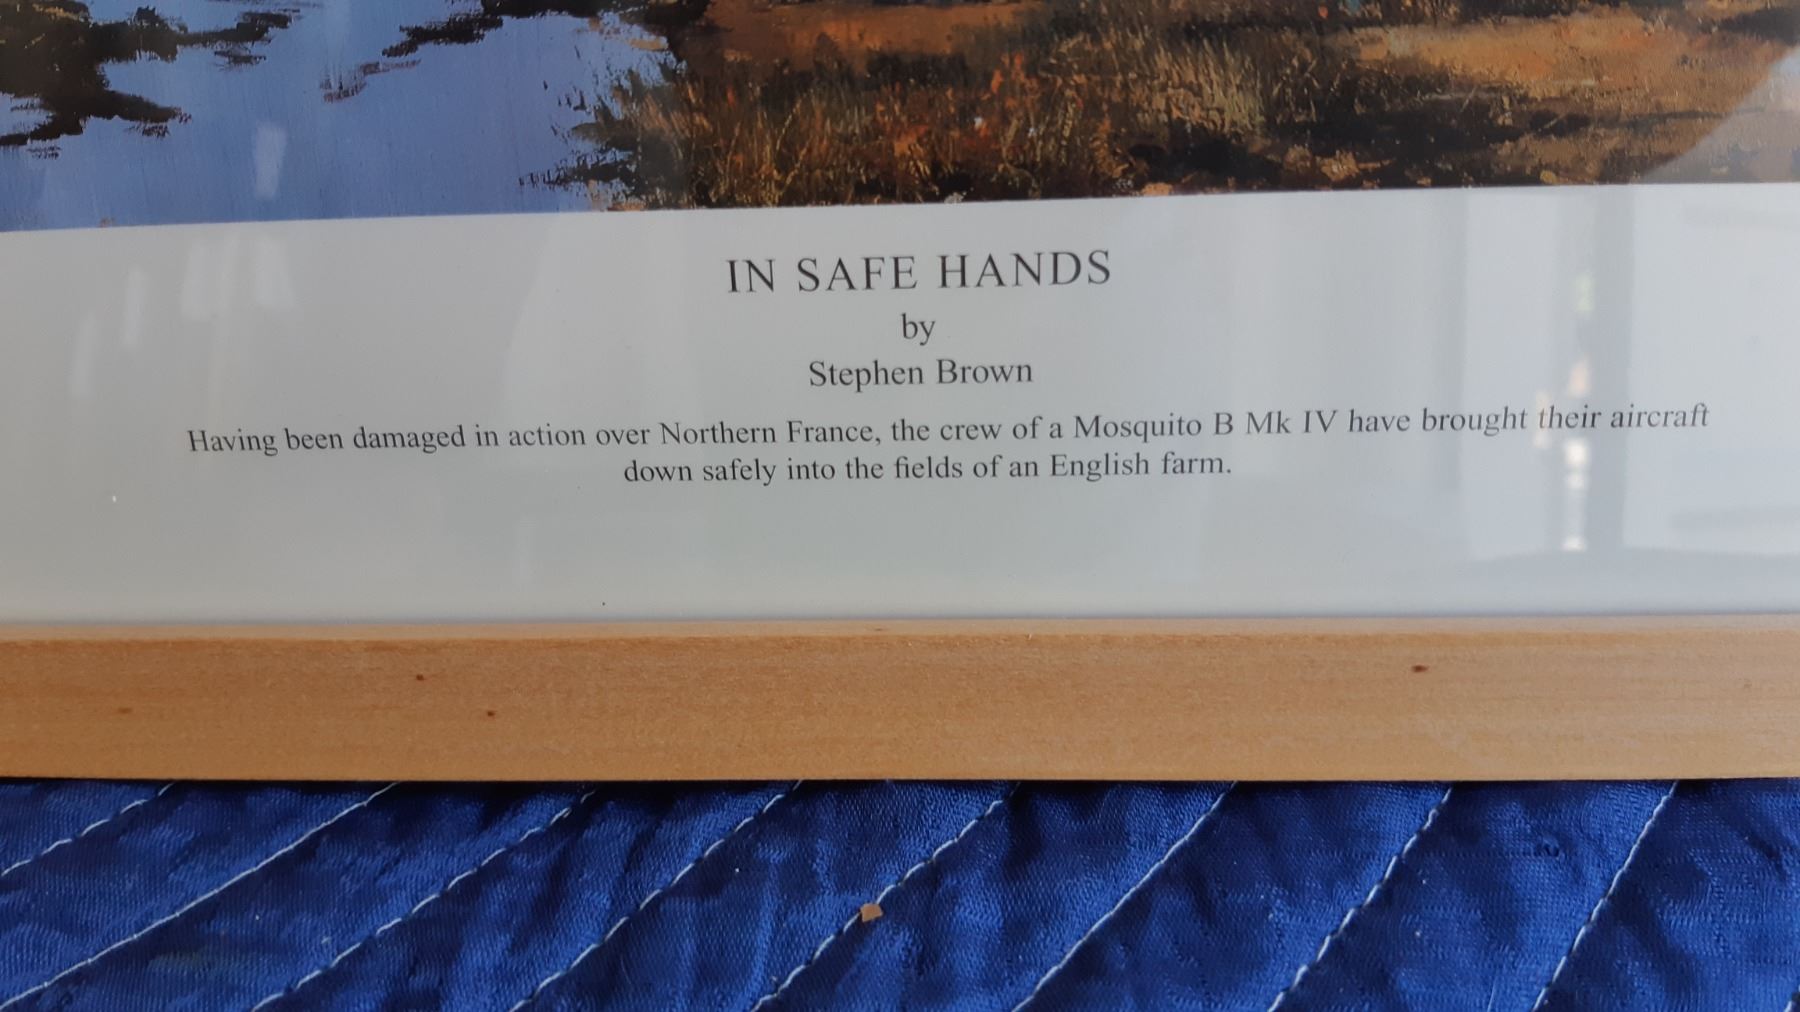 IN SAFE HANDS
by
Stephen Brown
Having been damaged in action over Northern France, the crew of a Mosquito B Mk IV have brought their aircraft
down safely into the fields of an English farm.